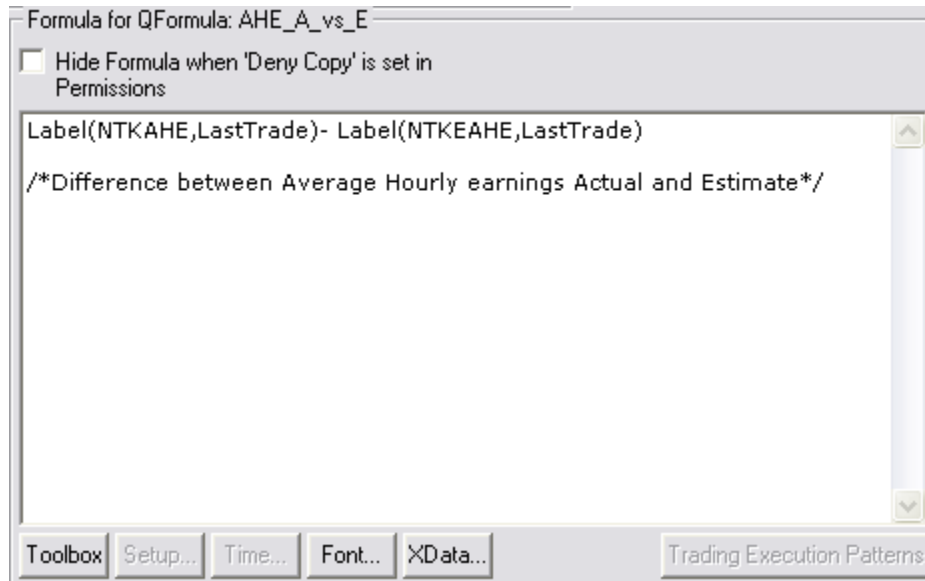 Formula for QFormula: AHE_A_vs_E
Hide Formula when 'Deny Copy' is set in
Permissions
Label(NTKAHE,LastTrade)- Label(NTKEAHE,LastTrade)
/*Difference between Average Hourly earnings Actual and Estimate*/
Toolbox Setup... Time... Font... XData... Trading Execution Patterns